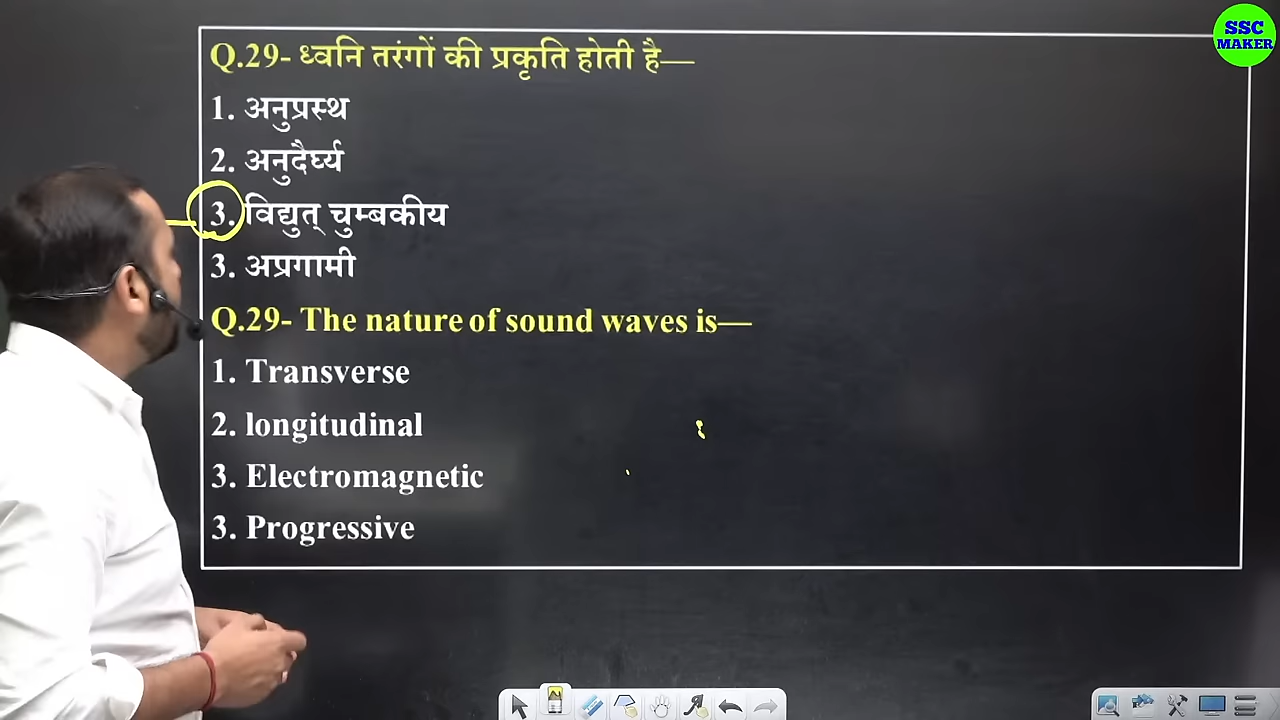 SSC
MAKER
Q.29- ध्वनि तरंगों की प्रकृति होती है—
1. अनुप्रस्थ
2. अनुदैर्घ्य
3. विद्युत् चुम्बकीय
3. अप्रगामी
Q.29- The nature of sound waves is—
1. Transverse
2. longitudinal
3. Electromagnetic
3. Progressive